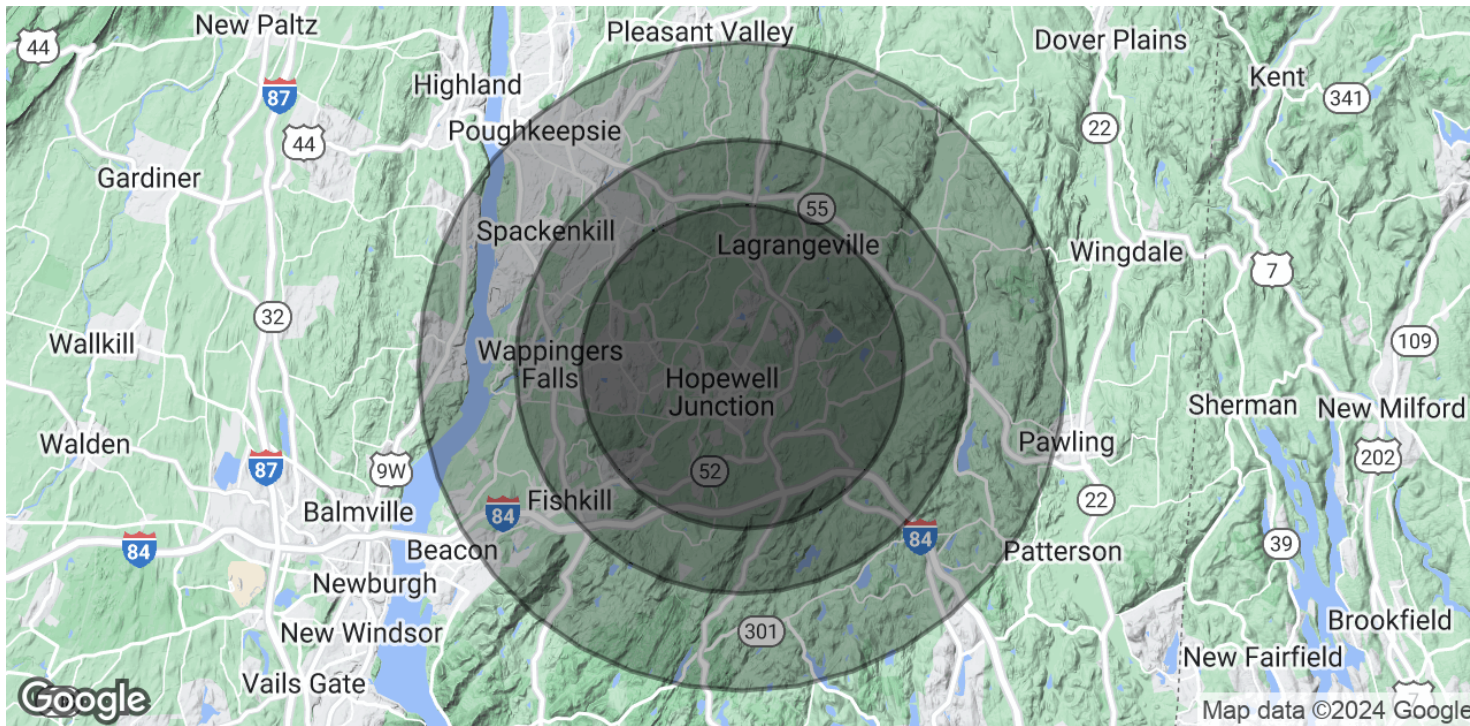 New Paltz
Pleasant Valley
44
Dover Plains
Kent
Highland
87
341
Poughkeepsie
22
44
Gardiner
55
Spackenkill
Lagrangeville
Wingdale
7
32
Wallkill
Wappingers
Falls
109
Hopewell
Junction
Sherman
New Milford
Walden
Pawling
87
9W
52
202
Fishkill
22
Balmville
84
84
84
Beacon
Patterson
39
Newburgh
New Windsor
301
Brookfield
New Fairfield
Vails Gate
Google
7
Map data ©2024 Google